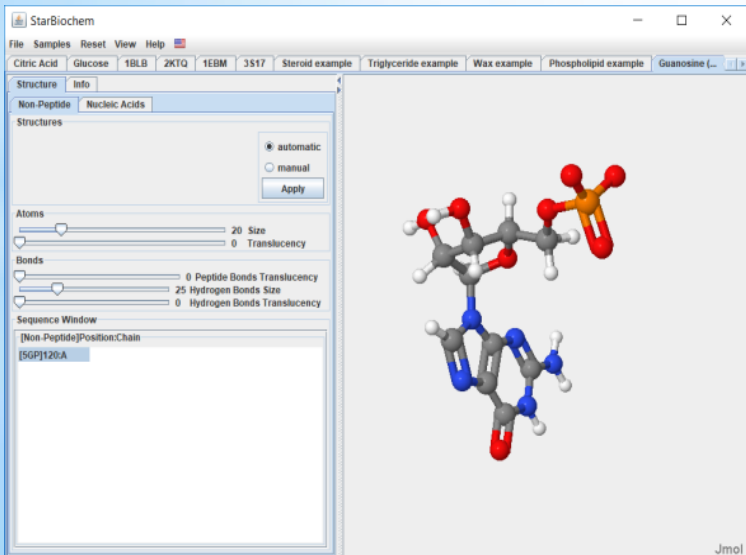 StarBiochem
File Samples Reset View Help
Citric Acid Glucose 1BLB 2KTQ 1EBM 3S17 Steroid example Triglyceride example Wax example Phospholipid example Guanosine (...
Structure Info
Non-Peptide Nucleic Acids
Structures
automatic
manual
Apply
Atoms
20 Size
0 Translucency
Bonds
0 Peptide Bonds Translucency
25 Hydrogen Bonds Size
0 Hydrogen Bonds Translucency
Sequence Window
[Non-Peptide]Position:Chain
[5GP]120:A
Jmol